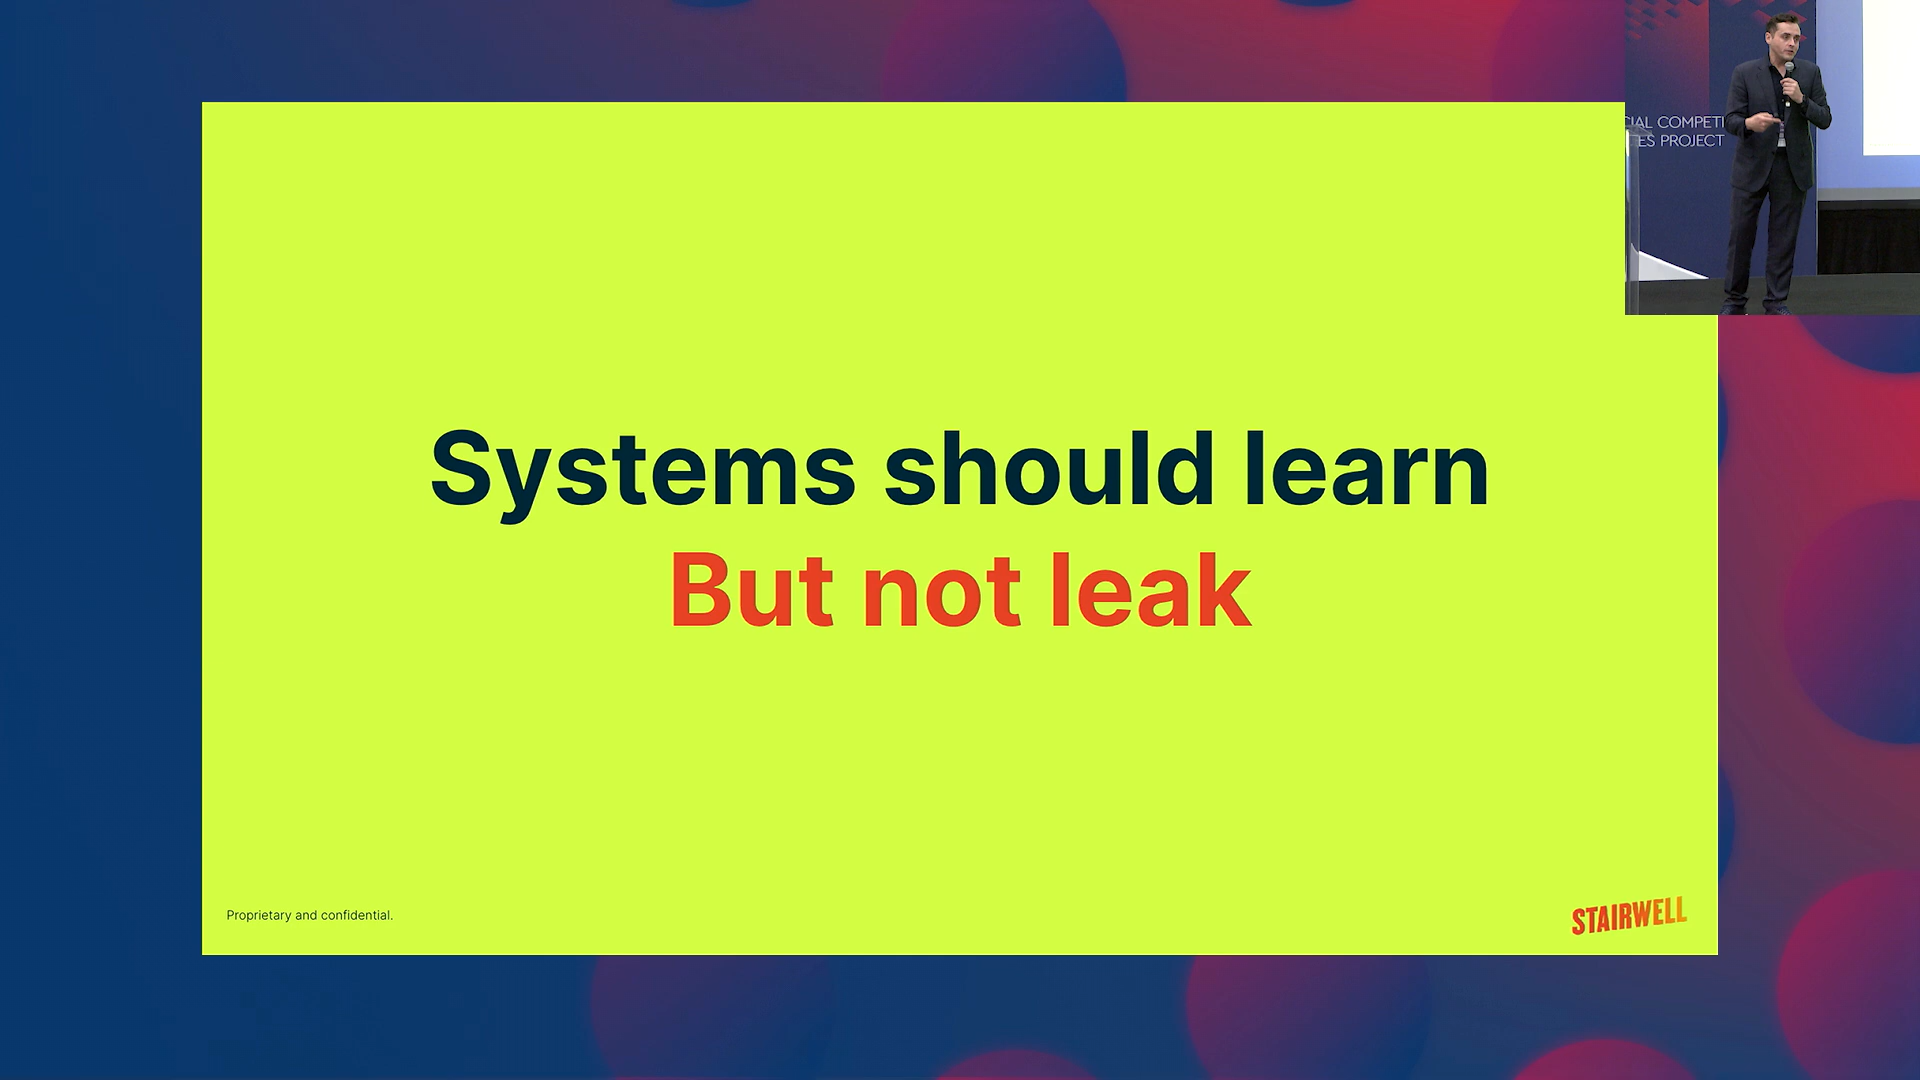 Systems should learn
But not leak
Proprietary and confidential.
STAIRWELL
CIAL COMPETI
ES PROJECT